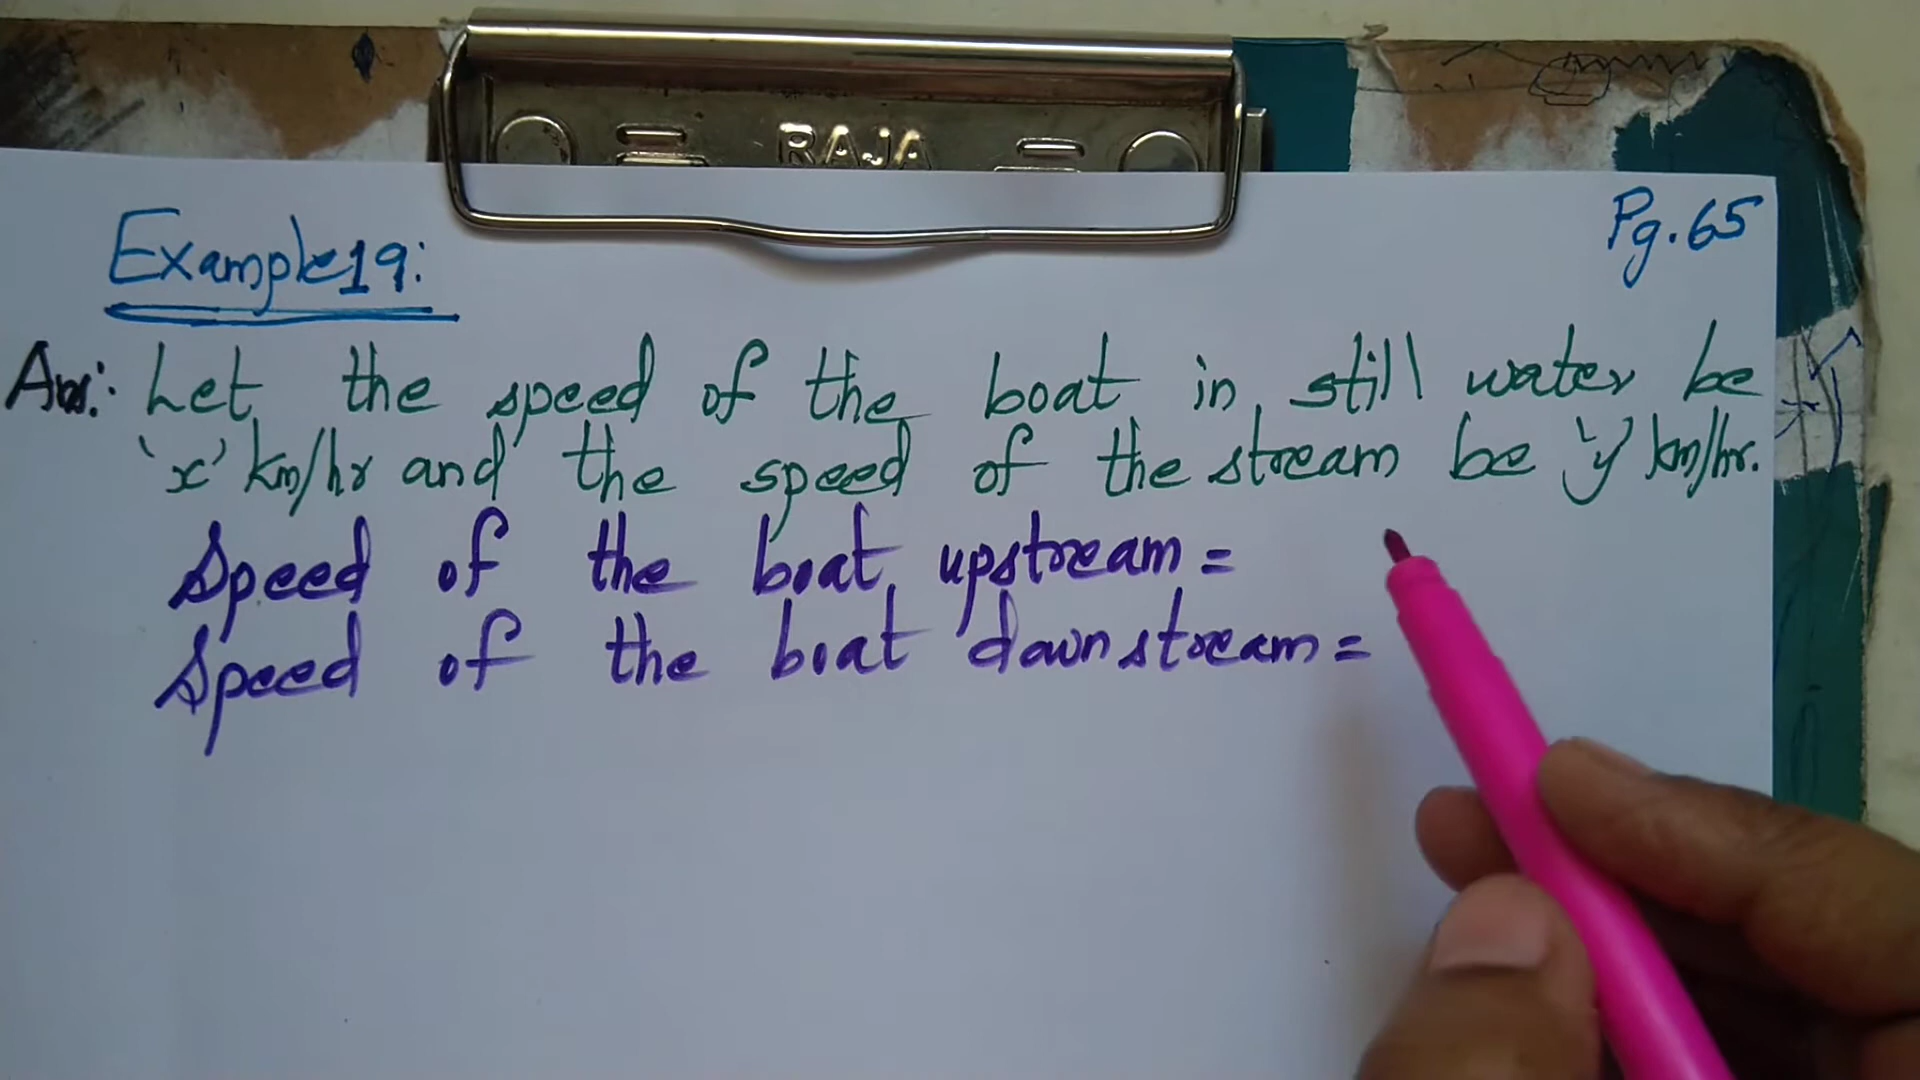 RAJA
Pg. 65
Example 19:
Ans: Let the speed of the boat in still water be
'x' km/hr and the speed of the stream be 'y' km/hr.
Speed of the boat upstream =
Speed of the boat downstream =